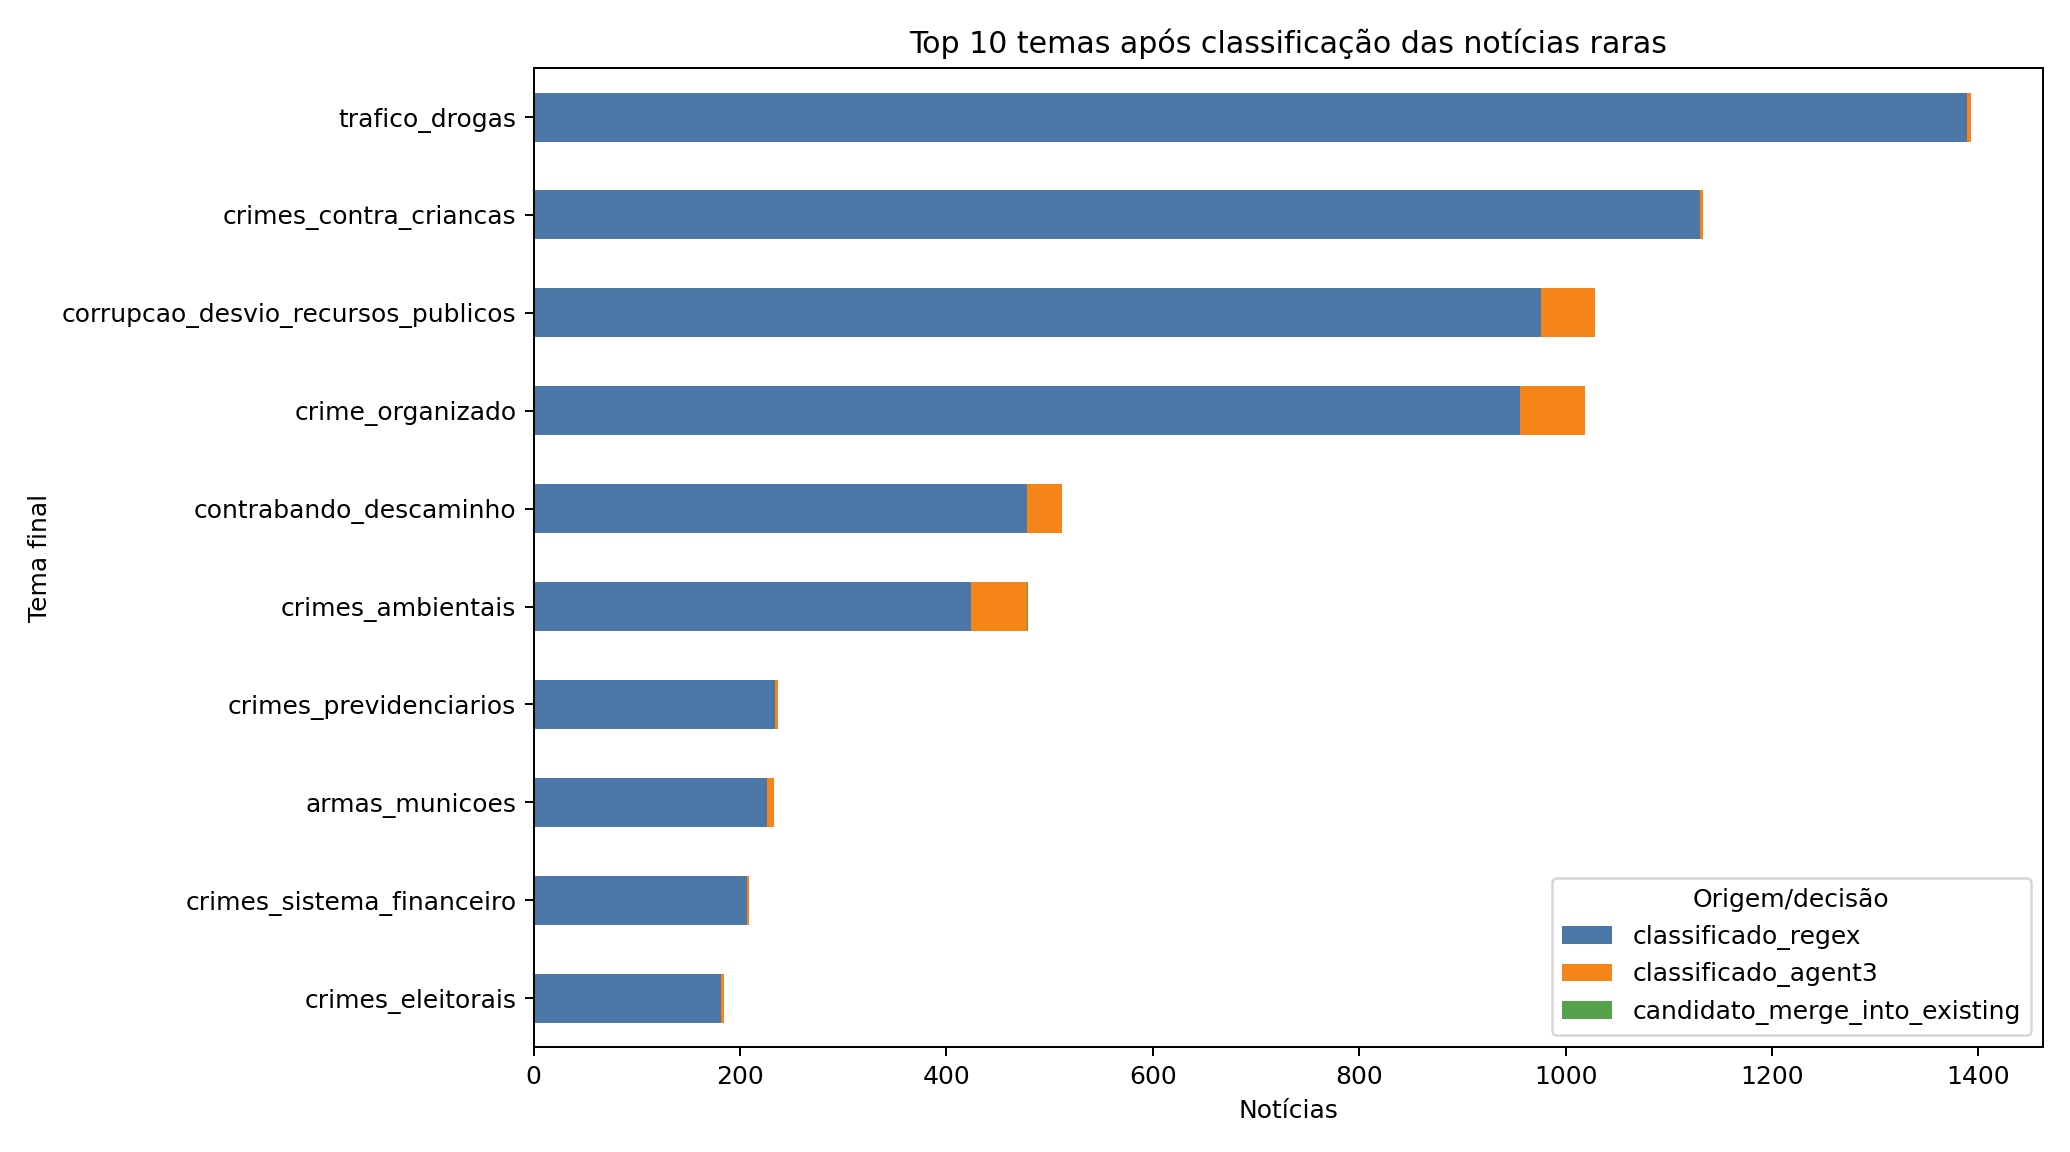 Top 10 temas após classificação das notícias raras
Tema final
trafico_drogas
crimes_contra_criancas
corrupcao_desvio_recursos_publicos
crime_organizado
contrabando_descaminho
crimes_ambientais
crimes_previdenciarios
armas_municoes
crimes_sistema_financeiro
crimes_eleitorais
Origem/decisão
classificado_regex
classificado_agent3
candidato_merge_into_existing
0 200 400 600 800 1000 1200 1400
Notícias